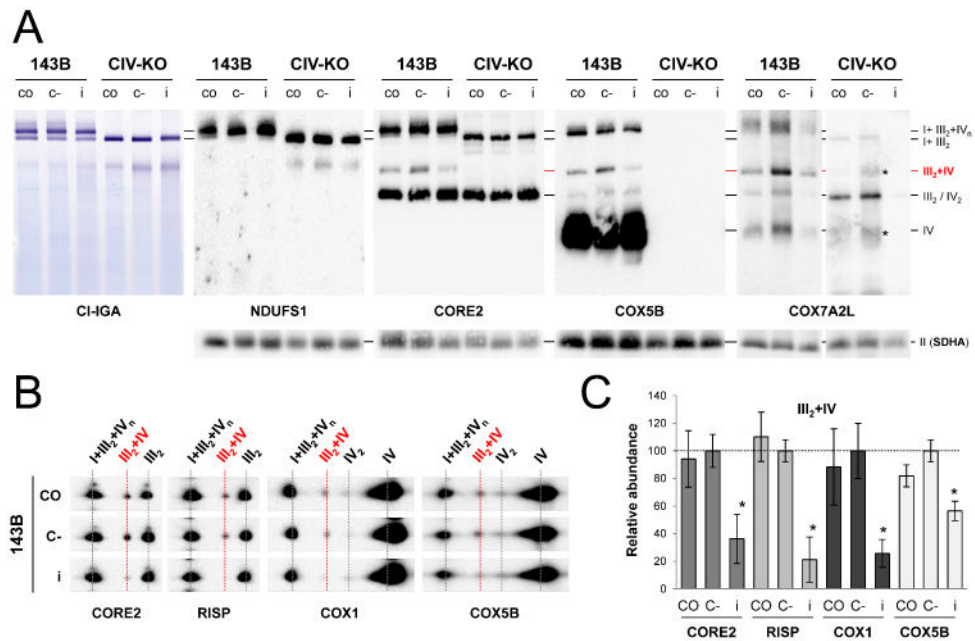 A
143B CIV-KO 143B CIV-KO 143B CIV-KO 143B CIV-KO 143B CIV-KO
co c- i co c- i co c- i co c- i co c- i co c- i co c- i co c- i co c- i co c- i
I+ III2+IVn
I+ III2
III2+IV
*
III2 / IV2
IV
*
CI-IGA NDUFS1 CORE2 COX5B COX7A2L
II (SDHA)
B
I+III2+IVn III2+IV III2 I+III2+IVn III2+IV III2 I+III2+IVn III2+IV IV2 IV I+III2+IVn III2+IV IV2 IV
143B
CO
C-
i
CORE2 RISP COX1 COX5B
C
III2+IV
Relative abundance
140
120
100
80
60
40
20
0
* * * *
CO C- i CO C- i CO C- i CO C- i
CORE2 RISP COX1 COX5B